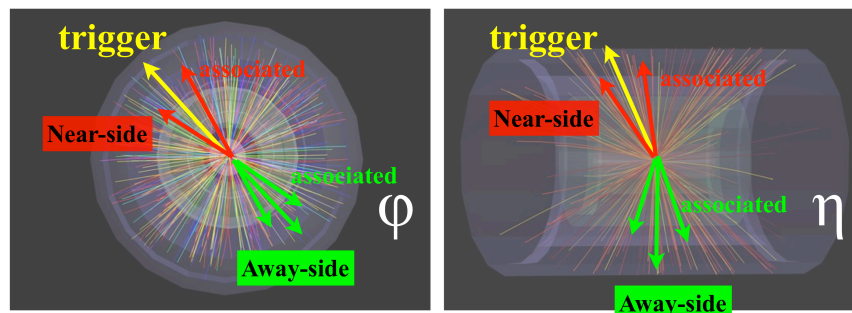 trigger
associated
Near-side
associated
φ
Away-side
trigger
associated
Near-side
associated
η
Away-side